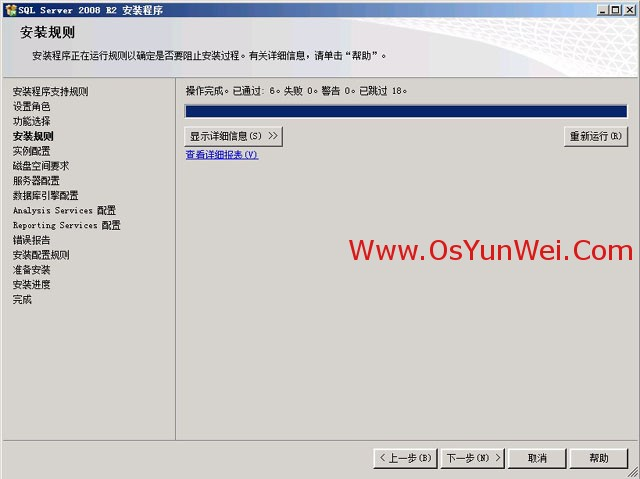 SQL Server 2008 R2 安装程序
安装规则
安装程序正在运行规则以确定是否要阻止安装过程。有关详细信息，请单击“帮助”。
安装程序支持规则
设置角色
功能选择
安装规则
实例配置
磁盘空间要求
服务器配置
数据库引擎配置
Analysis Services 配置
Reporting Services 配置
错误报告
安装配置规则
准备安装
安装进度
完成
操作完成。已通过: 6。失败 0。警告 0。已跳过 18。
显示详细信息(S) >>
重新运行(R)
查看详细报表(V)
Www.OsYunWei.Com
< 上一步(B)
下一步(N) >
取消
帮助